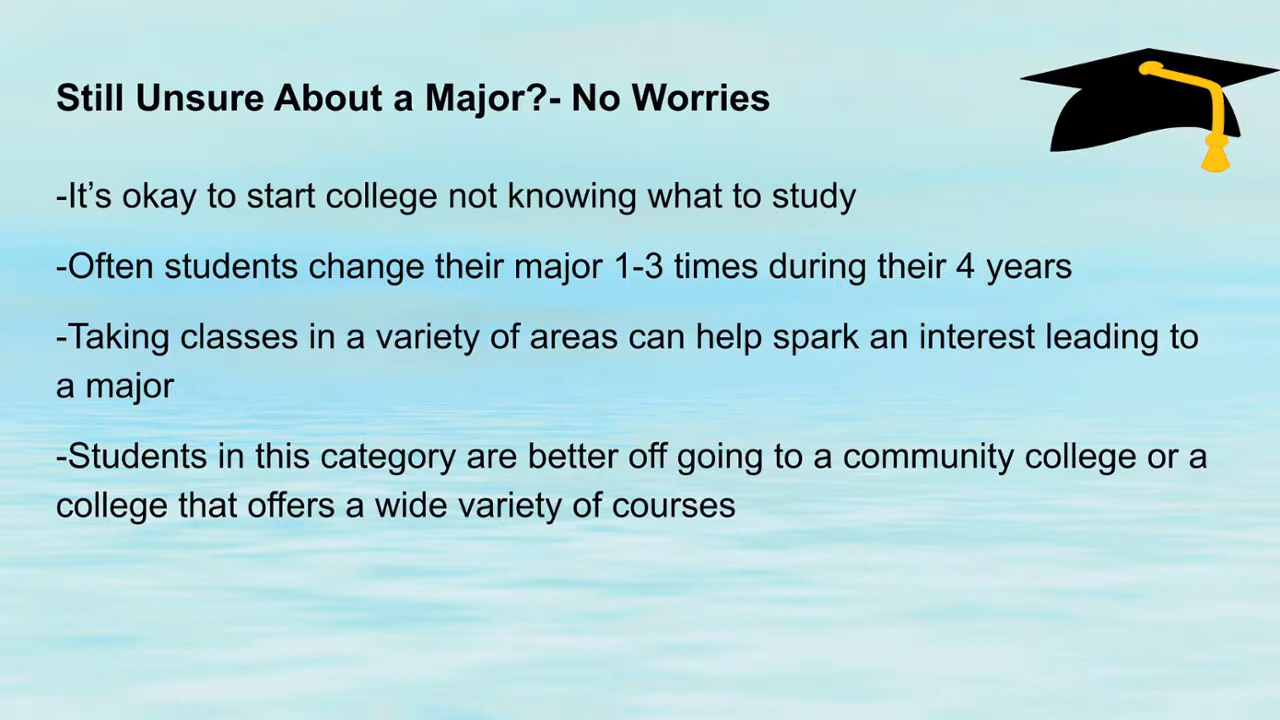 Still Unsure About a Major?- No Worries
-It’s okay to start college not knowing what to study
-Often students change their major 1-3 times during their 4 years
-Taking classes in a variety of areas can help spark an interest leading to
a major
-Students in this category are better off going to a community college or a
college that offers a wide variety of courses